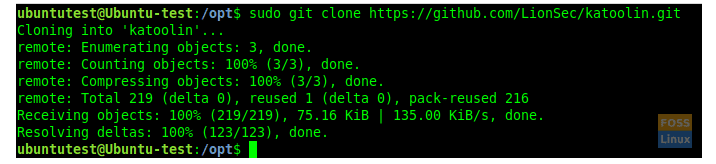 ubuntutest@Ubuntu-test:/opt$ sudo git clone https://github.com/LionSec/katoolin.git
Cloning into 'katoolin'...
remote: Enumerating objects: 3, done.
remote: Counting objects: 100% (3/3), done.
remote: Compressing objects: 100% (3/3), done.
remote: Total 219 (delta 0), reused 1 (delta 0), pack-reused 216
Receiving objects: 100% (219/219), 75.16 KiB | 135.00 KiB/s, done.
Resolving deltas: 100% (123/123), done.
ubuntutest@Ubuntu-test:/opt$
FOSS
Linux